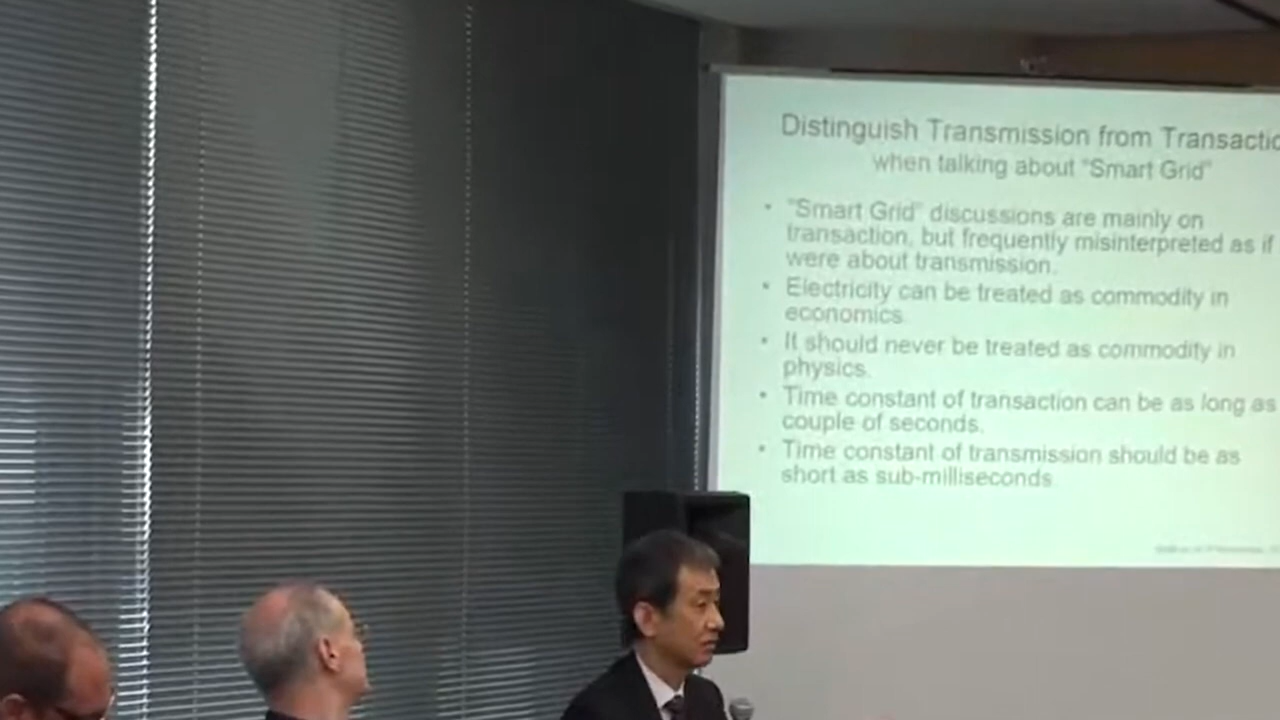 Distinguish Transmission from Transactio
when talking about "Smart Grid"
• "Smart Grid" discussions are mainly on
transaction, but frequently misinterpreted as if
were about transmission.
• Electricity can be treated as commodity in
economics.
• It should never be treated as commodity in
physics.
• Time constant of transaction can be as long as
couple of seconds.
• Time constant of transmission should be as
short as sub-milliseconds